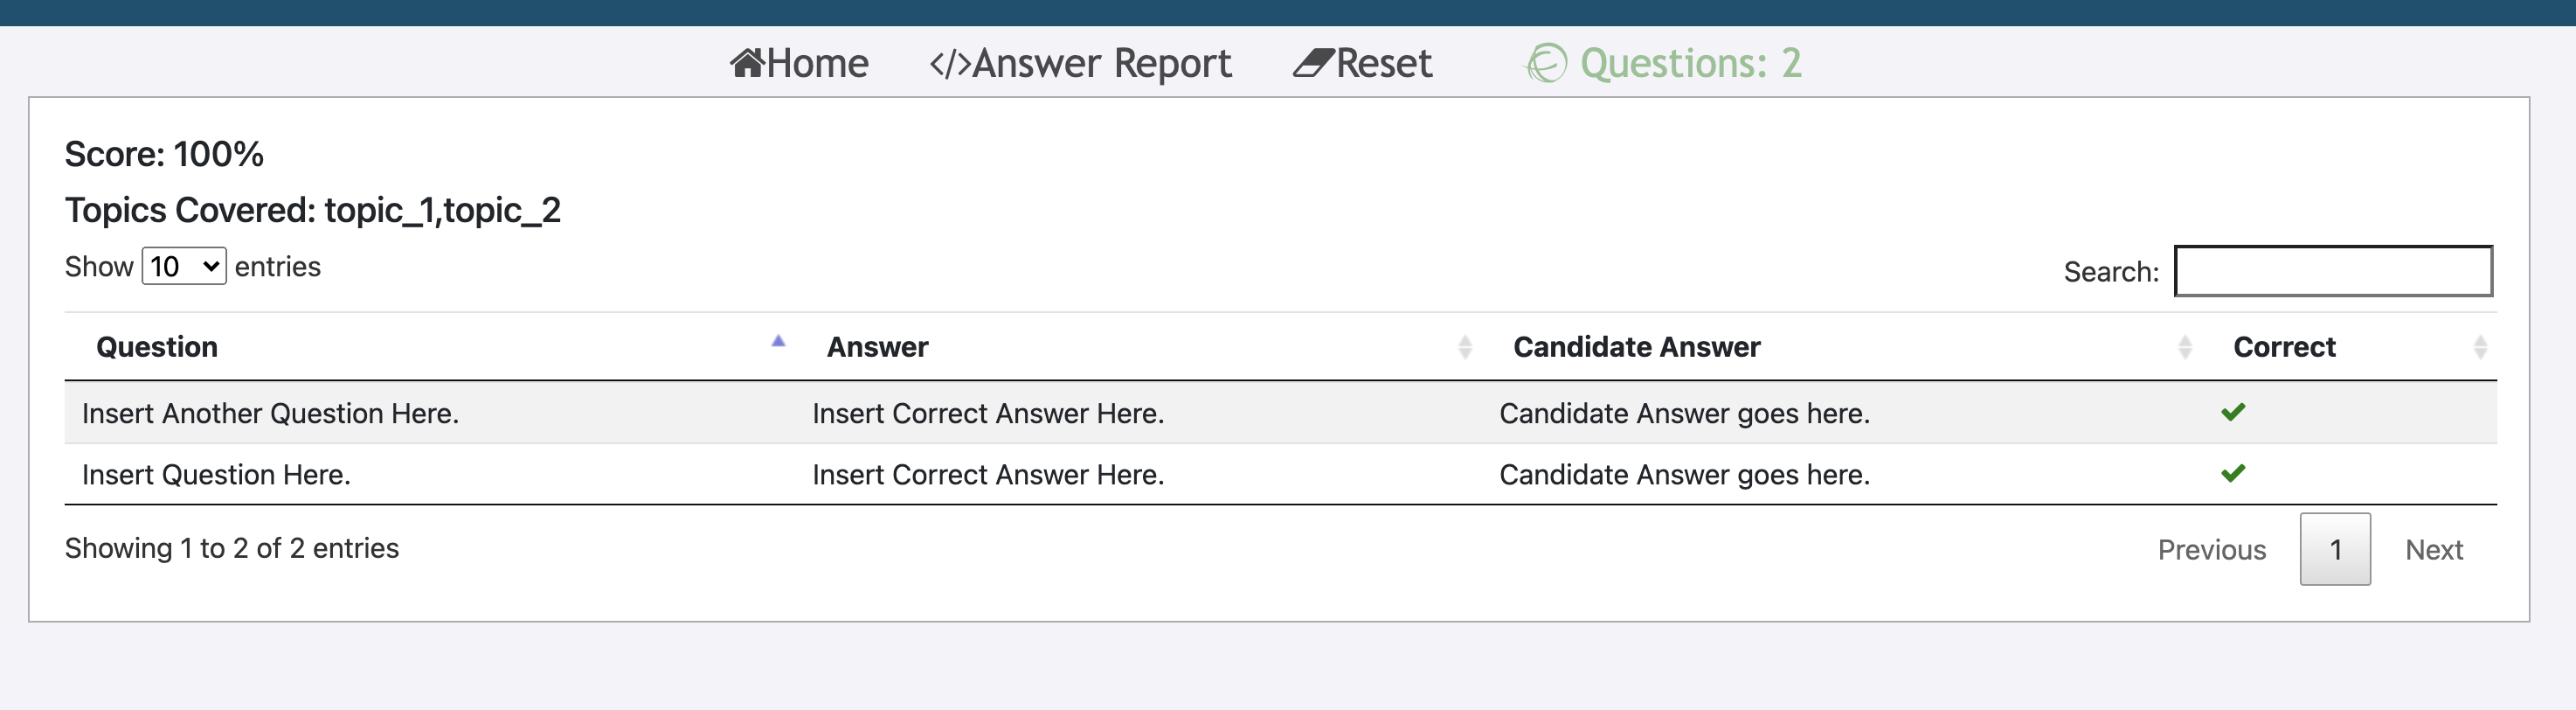 Home </>Answer Report Reset Questions: 2
Score: 100%
Topics Covered: topic_1,topic_2
Show 10 entries Search:
Question Answer Candidate Answer Correct
Insert Another Question Here. Insert Correct Answer Here. Candidate Answer goes here.
Insert Question Here. Insert Correct Answer Here. Candidate Answer goes here.
Showing 1 to 2 of 2 entries Previous 1 Next